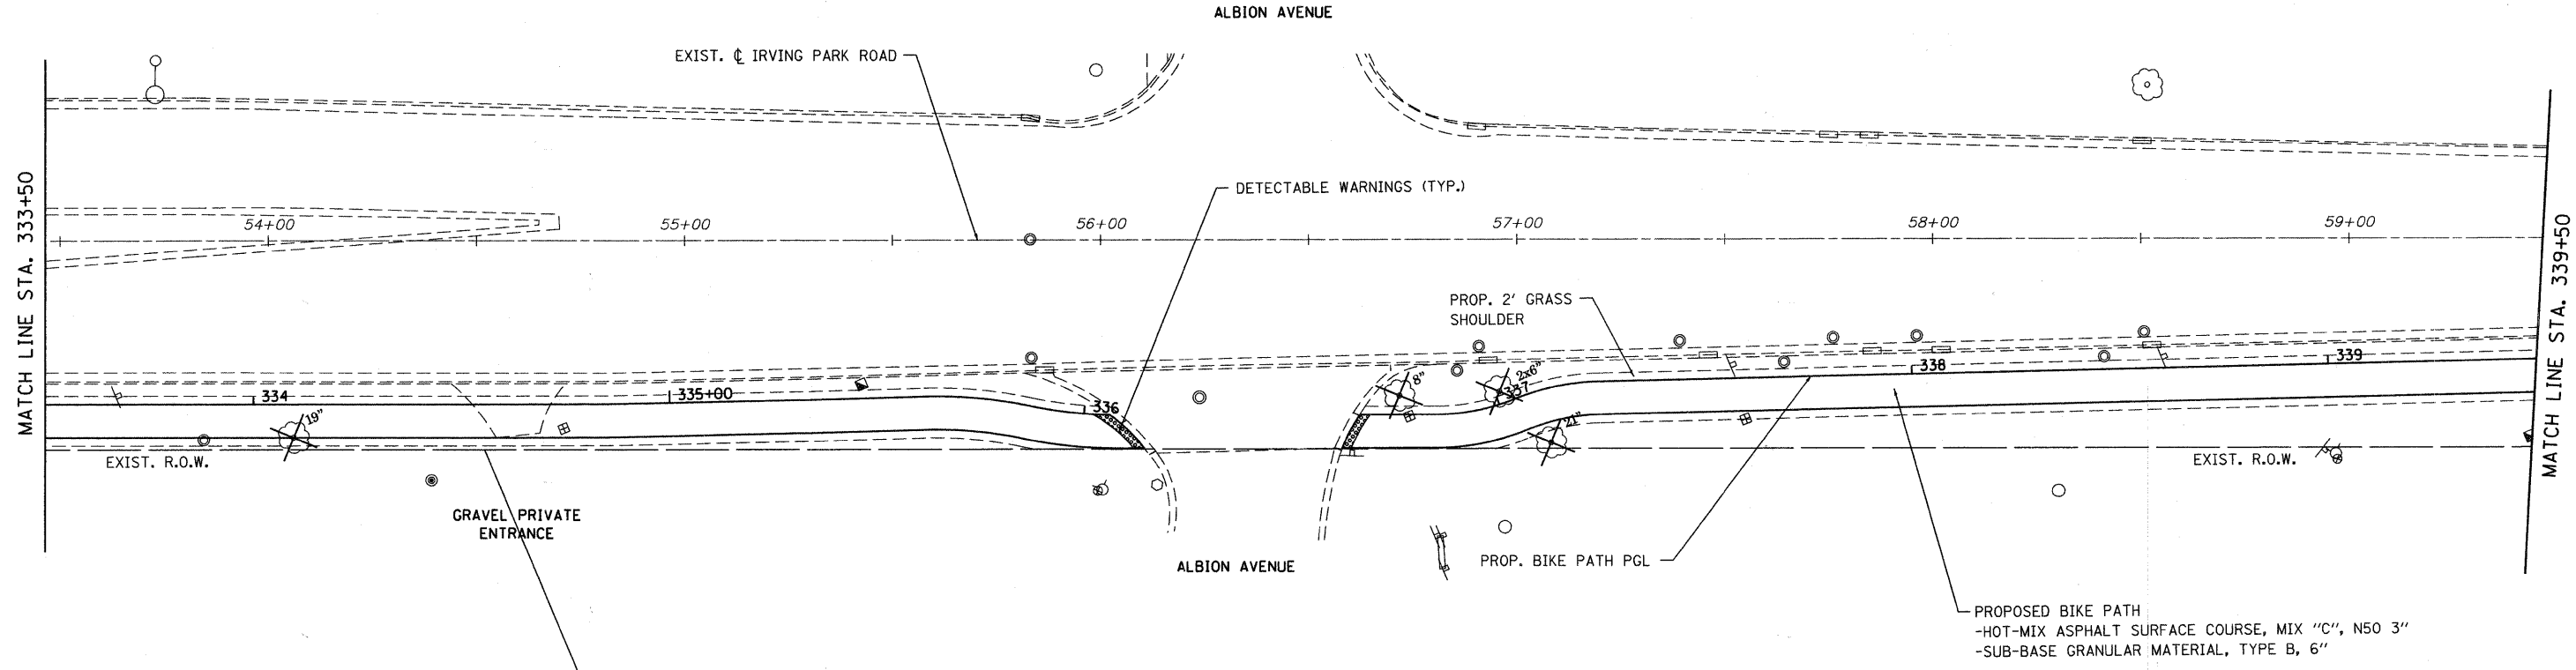 ALBION AVENUE
EXIST. ℄ IRVING PARK ROAD
DETECTABLE WARNINGS (TYP.)
MATCH LINE STA. 333+50
54+00
55+00
56+00
57+00
58+00
59+00
MATCH LINE STA. 339+50
PROP. 2' GRASS
SHOULDER
334
335+00
336
337
338
339
19"
8"
2x6"
21"
EXIST. R.O.W.
EXIST. R.O.W.
GRAVEL PRIVATE
ENTRANCE
ALBION AVENUE
PROP. BIKE PATH PGL
PROPOSED BIKE PATH
-HOT-MIX ASPHALT SURFACE COURSE, MIX "C", N50 3"
-SUB-BASE GRANULAR MATERIAL, TYPE B, 6"